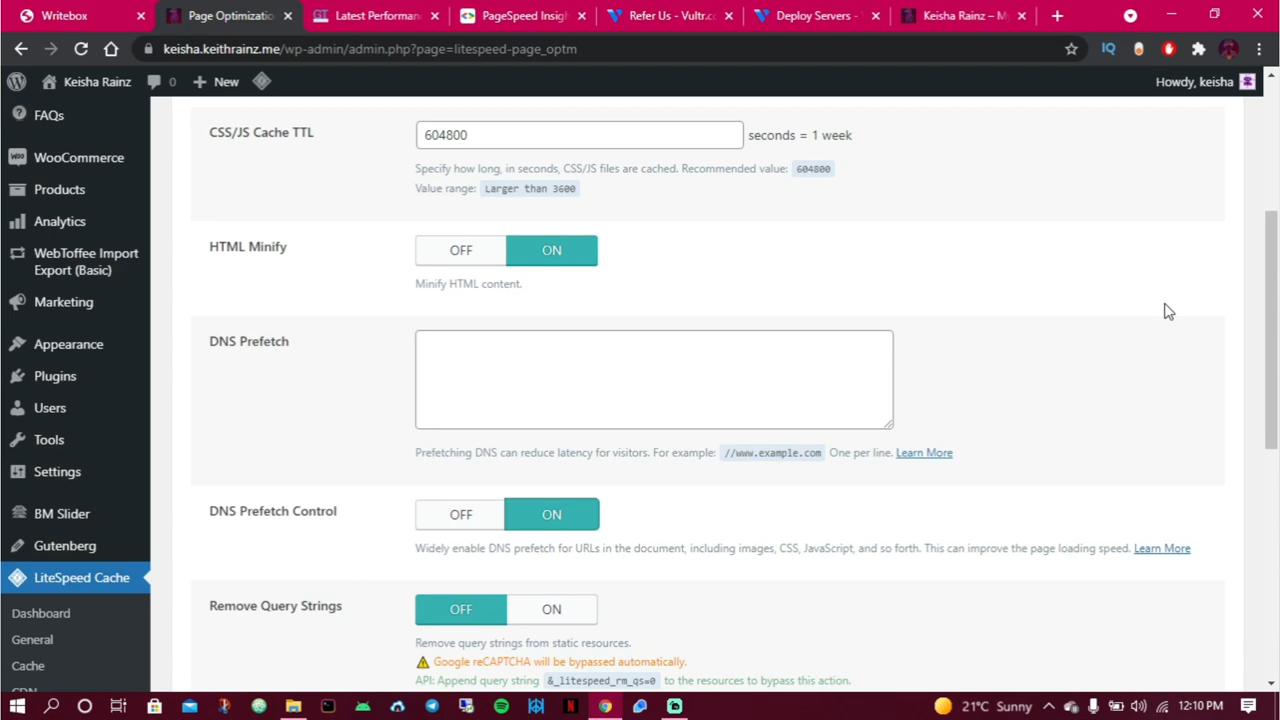 Writebox
Page Optimizatio
Latest Performan
PageSpeed Insigh
Refer Us - Vultr.co
Deploy Servers -
Keisha Rainz – M
keisha.keithrainz.me/wp-admin/admin.php?page=litespeed-page_optm
Keisha Rainz
0
New
Howdy, keisha
FAQs
WooCommerce
Products
Analytics
WebToffee Import
Export (Basic)
Marketing
Appearance
Plugins
Users
Tools
Settings
BM Slider
Gutenberg
LiteSpeed Cache
Dashboard
General
Cache
CSS/JS Cache TTL
604800
seconds = 1 week
Specify how long, in seconds, CSS/JS files are cached. Recommended value: 604800
Value range: Larger than 3600
HTML Minify
OFF
ON
Minify HTML content.
DNS Prefetch
Prefetching DNS can reduce latency for visitors. For example: //www.example.com One per line. Learn More
DNS Prefetch Control
OFF
ON
Widely enable DNS prefetch for URLs in the document, including images, CSS, JavaScript, and so forth. This can improve the page loading speed. Learn More
Remove Query Strings
OFF
ON
Remove query strings from static resources.
Google reCAPTCHA will be bypassed automatically.
API: Append query string &_litespeed_rm_qs=0 to the resources to bypass this action.
21°C Sunny
12:10 PM